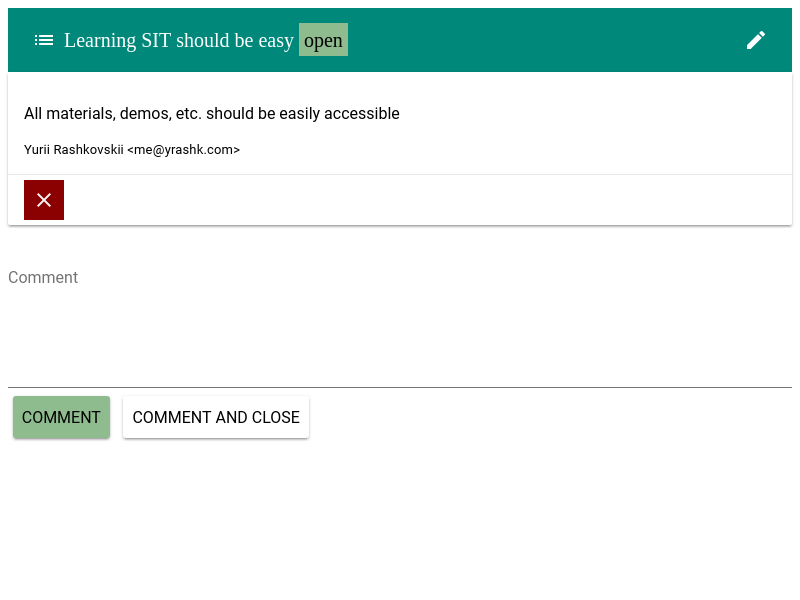 Learning SIT should be easy open
All materials, demos, etc. should be easily accessible
Yurii Rashkovskii <me@yrashk.com>
Comment
COMMENT COMMENT AND CLOSE